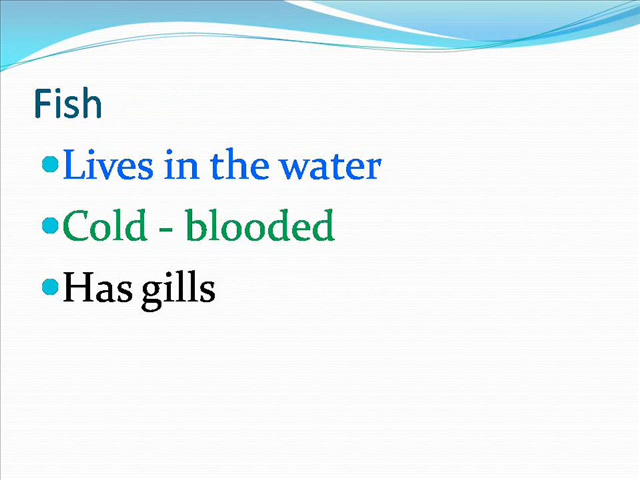 Fish
Lives in the water
Cold - blooded
Has gills